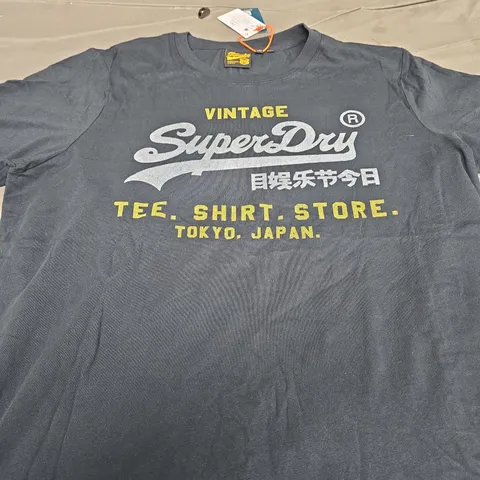 VINTAGE
SuperDry ®
目娱乐节今日
TEE. SHIRT. STORE.
TOKYO. JAPAN.